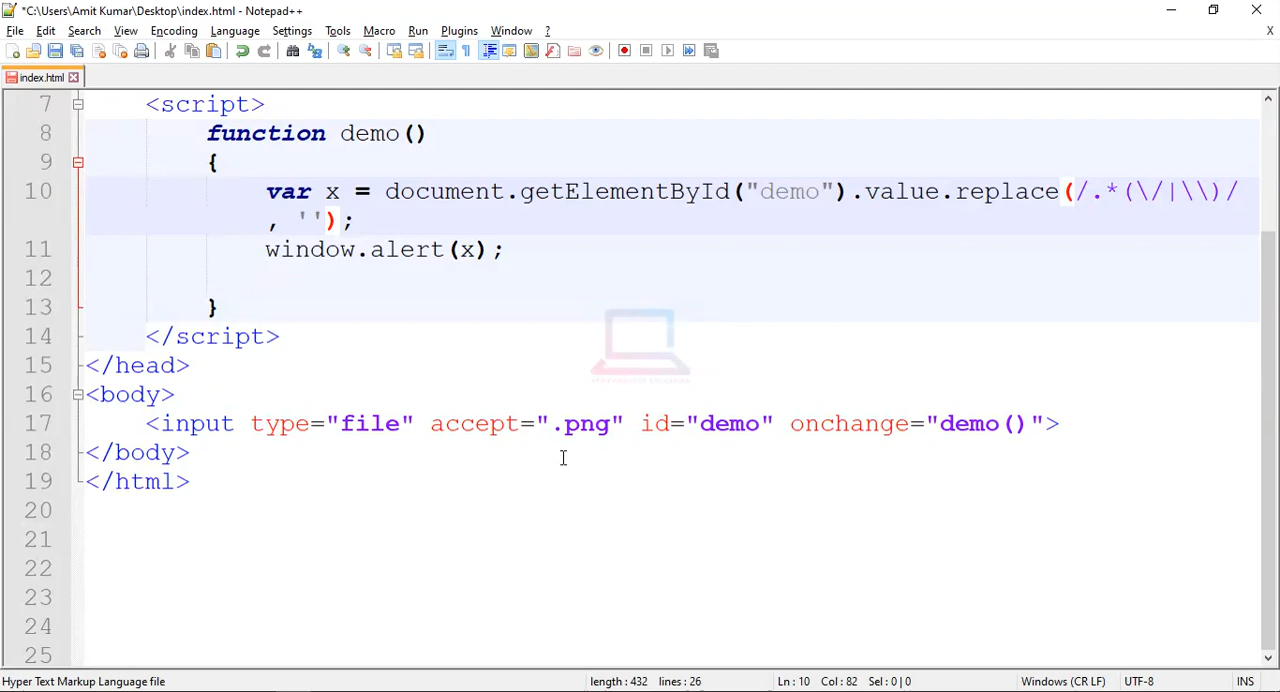 *C:\Users\Amit Kumar\Desktop\index.html - Notepad++
File Edit Search View Encoding Language Settings Tools Macro Run Plugins Window ? X
index.html
7 <script>
8 function demo()
9 {
10 var x = document.getElementById("demo").value.replace(/.*(\/|\\)/
, '');
11 window.alert(x);
12
13 }
14 </script>
15 </head>
16 <body>
17 <input type="file" accept=".png" id="demo" onchange="demo()">
18 </body>
19 </html>
20
21
22
23
24
25
Hyper Text Markup Language file length : 432 lines : 26 Ln : 10 Col : 82 Sel : 0 | 0 Windows (CR LF) UTF-8 INS